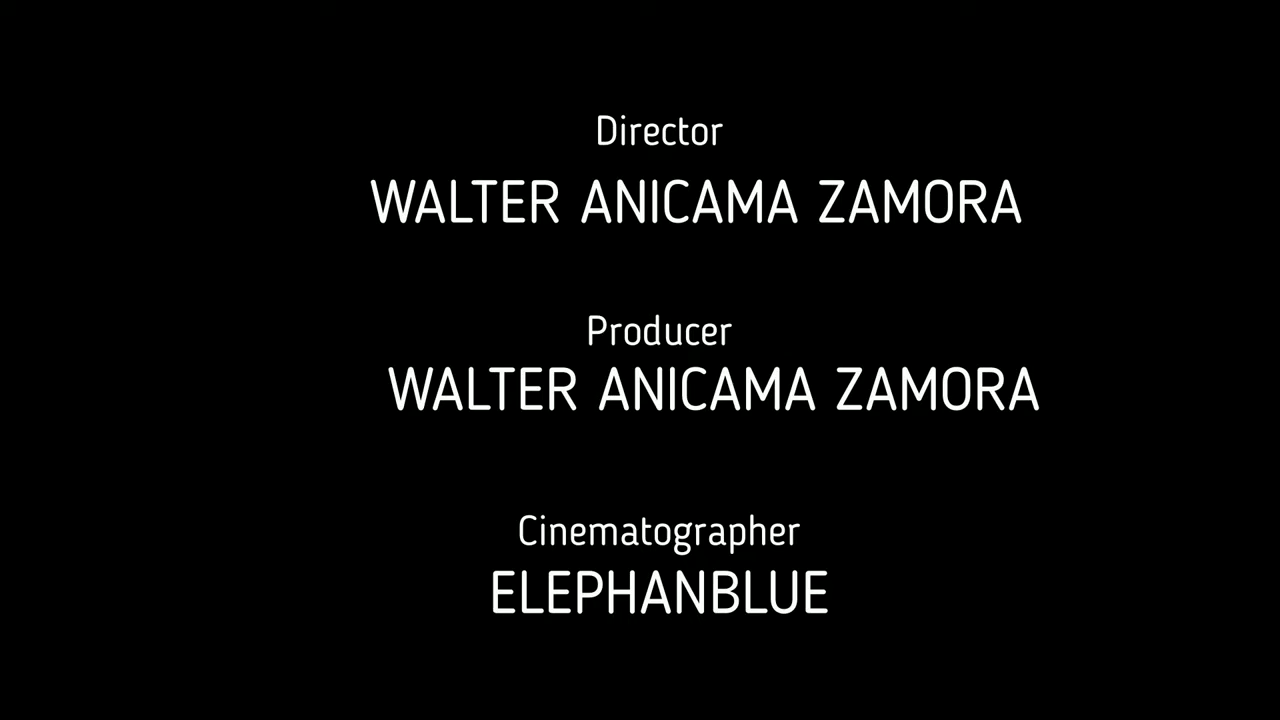 Director
WALTER ANICAMA ZAMORA
Producer
WALTER ANICAMA ZAMORA
Cinematographer
ELEPHANBLUE